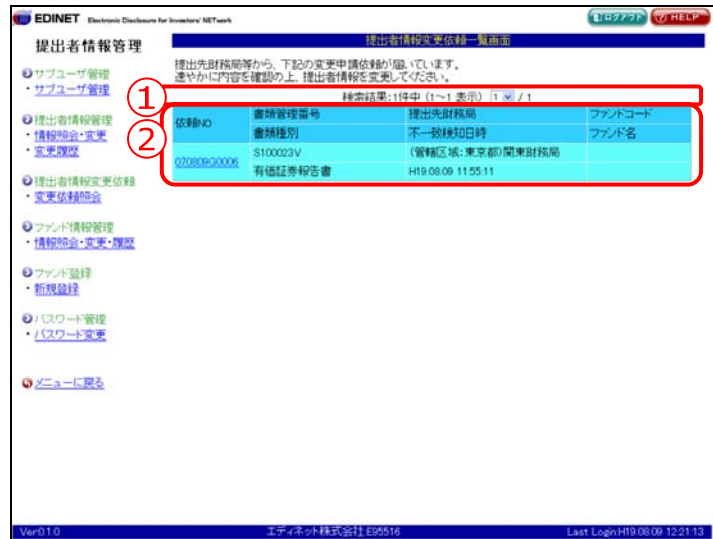 EDINET Electronic Disclosure for Investors' NETwork
ログアウト
HELP
提出者情報管理
サブユーザ管理
・サブユーザ管理
提出者情報管理
・情報照会・変更
・変更履歴
提出者情報変更依頼
・変更依頼照会
ファンド情報管理
・情報照会・変更・履歴
ファンド登録
・新規登録
パスワード管理
・パスワード変更
メニューに戻る
提出者情報変更依頼一覧画面
提出先財務局等から、下記の変更申請依頼が届いています。
速やかに内容を確認の上、提出者情報を変更してください。
①
検索結果:1件中 (1~1 表示) 1 / 1
②
依頼NO 書類管理番号 提出先財務局 ファンドコード
書類種別 不一致検知日時 ファンド名
070809G0006 S100023V (管轄区域:東京都)関東財務局
有価証券報告書 H19.08.09 11:55:11
Ver0.1.0 エディネット株式会社:E95516 Last Login:H19.08.09 12:21:13